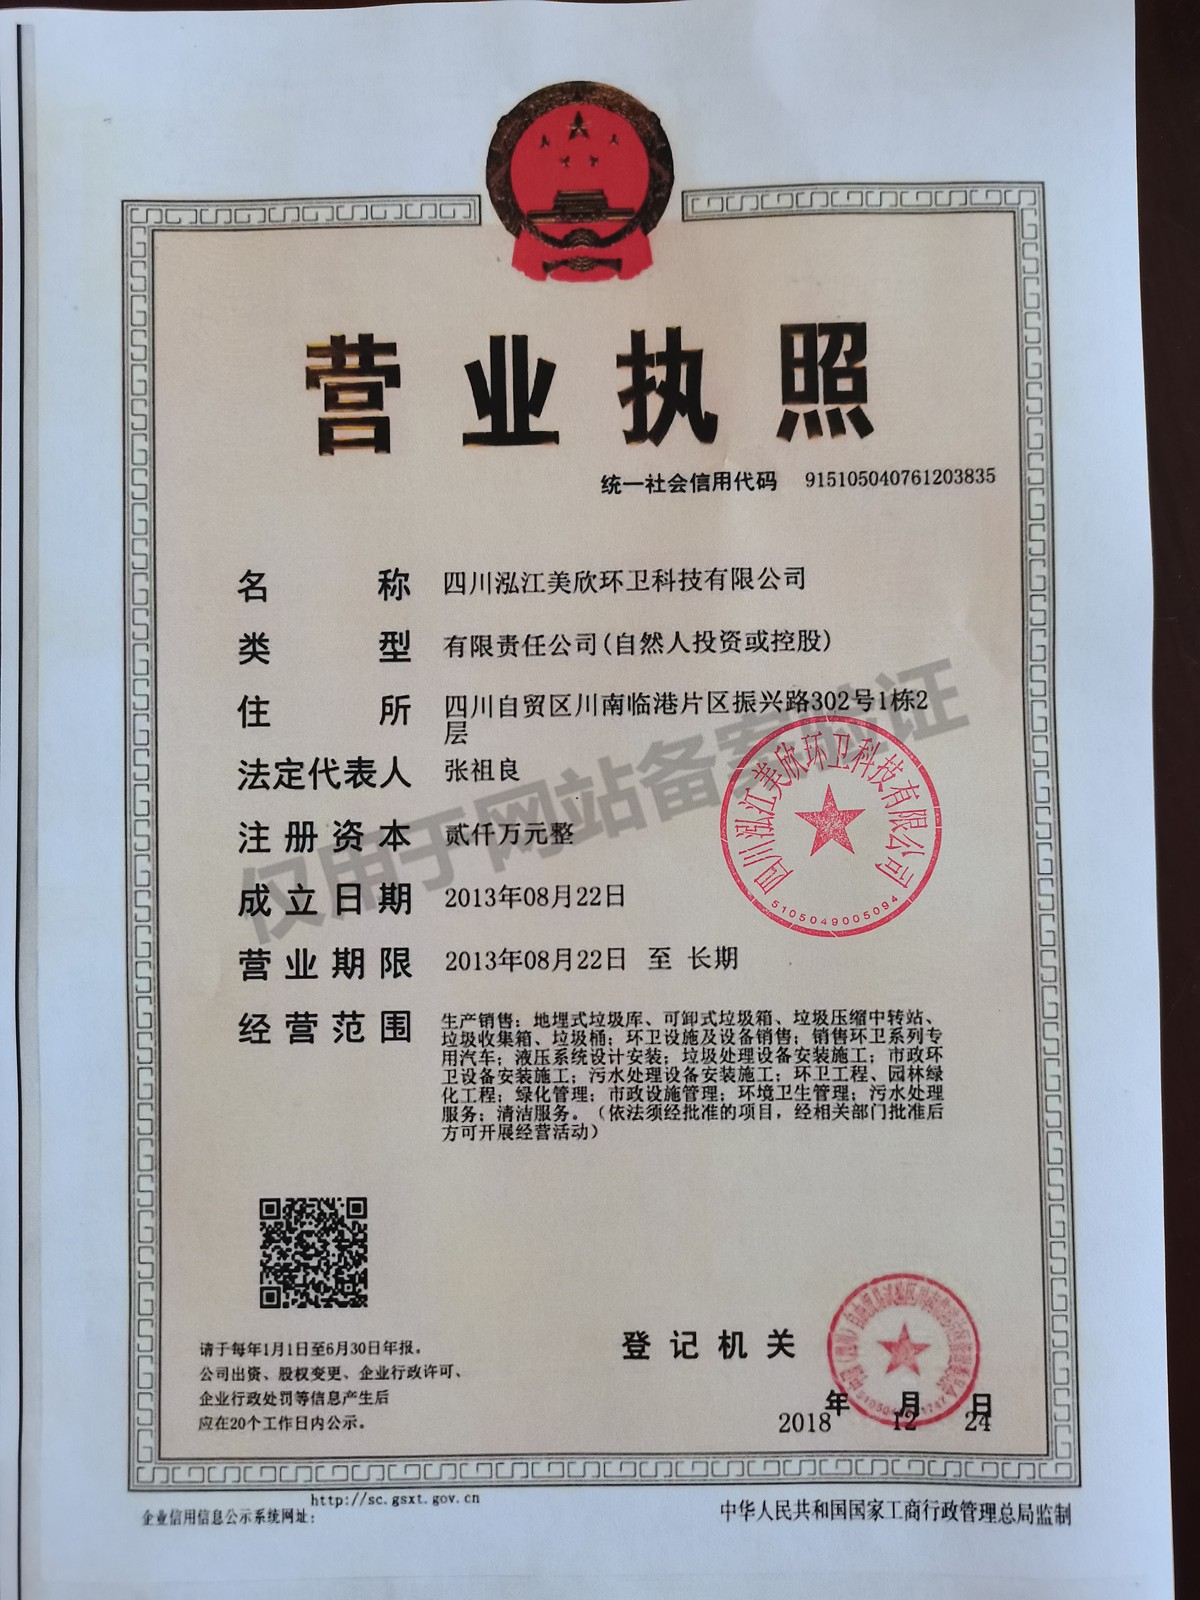 营业执照
统一社会信用代码 915105040761203835
名称 四川泓江美欣环卫科技有限公司
类型 有限责任公司(自然人投资或控股)
住所 四川自贸区川南临港片区振兴路302号1栋2
层
法定代表人 张祖良
注册资本 贰仟万元整
成立日期 2013年08月22日
营业期限 2013年08月22日 至 长期
经营范围 生产销售：地埋式垃圾库、可卸式垃圾箱、垃圾压缩中转站、
垃圾收集箱、垃圾桶；环卫设施及设备销售；销售环卫系列专
用汽车；液压系统设计安装；垃圾处理设备安装施工；市政环
卫设备安装施工；污水处理设备安装施工；环卫工程、园林绿
化工程；绿化管理；市政设施管理；环境卫生管理；污水处理
服务；清洁服务。（依法须经批准的项目，经相关部门批准后
方可开展经营活动）
仅用于网站备案验证
四川泓江美欣环卫科技有限公司
5105049005094
请于每年1月1日至6月30日年报。
公司出资、股权变更、企业行政许可、
企业行政处罚等信息产生后
应在20个工作日内公示。
登记机关
年 月 日
2018 12 24
http://sc.gsxt.gov.cn
企业信用信息公示系统网址：
中华人民共和国国家工商行政管理总局监制